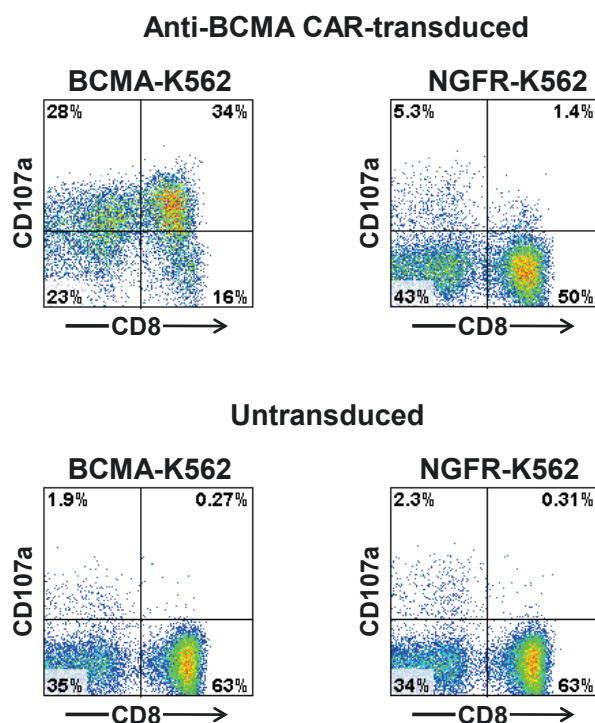 Anti-BCMA CAR-transduced
BCMA-K562 NGFR-K562
28% 34% 5.3% 1.4%
CD107a CD107a
23% 16% 43% 50%
CD8 CD8
Untransduced
BCMA-K562 NGFR-K562
1.9% 0.27% 2.3% 0.31%
CD107a CD107a
35% 63% 34% 63%
CD8 CD8